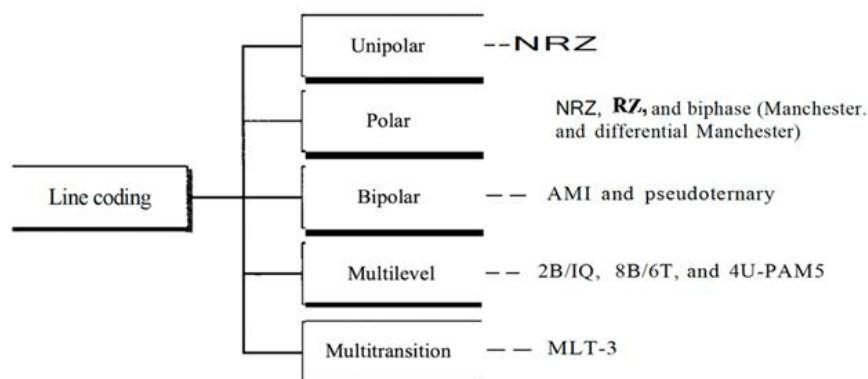 Unipolar --NRZ
Polar NRZ, RZ, and biphase (Manchester.
and differential Manchester)
Line coding
Bipolar -- AMI and pseudoternary
Multilevel -- 2B/IQ, 8B/6T, and 4U-PAM5
Multitransition -- MLT-3